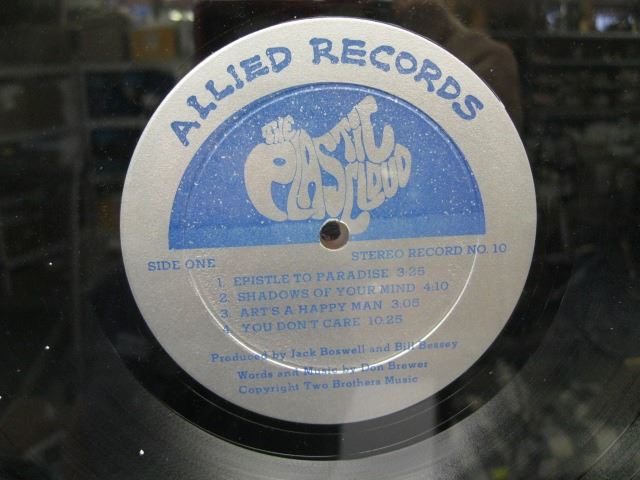 ALLIED RECORDS
THE
PLASTIC
CLOUD
SIDE ONE
STEREO RECORD NO. 10
1. EPISTLE TO PARADISE 3:25
2. SHADOWS OF YOUR MIND 4.10
3. ART'S A HAPPY MAN 3:05
4. YOU DON'T CARE 10.25
Produced by Jack Boswell and Bill Bessey
Words and Music by Don Brewer
Copyright Two Brothers Music